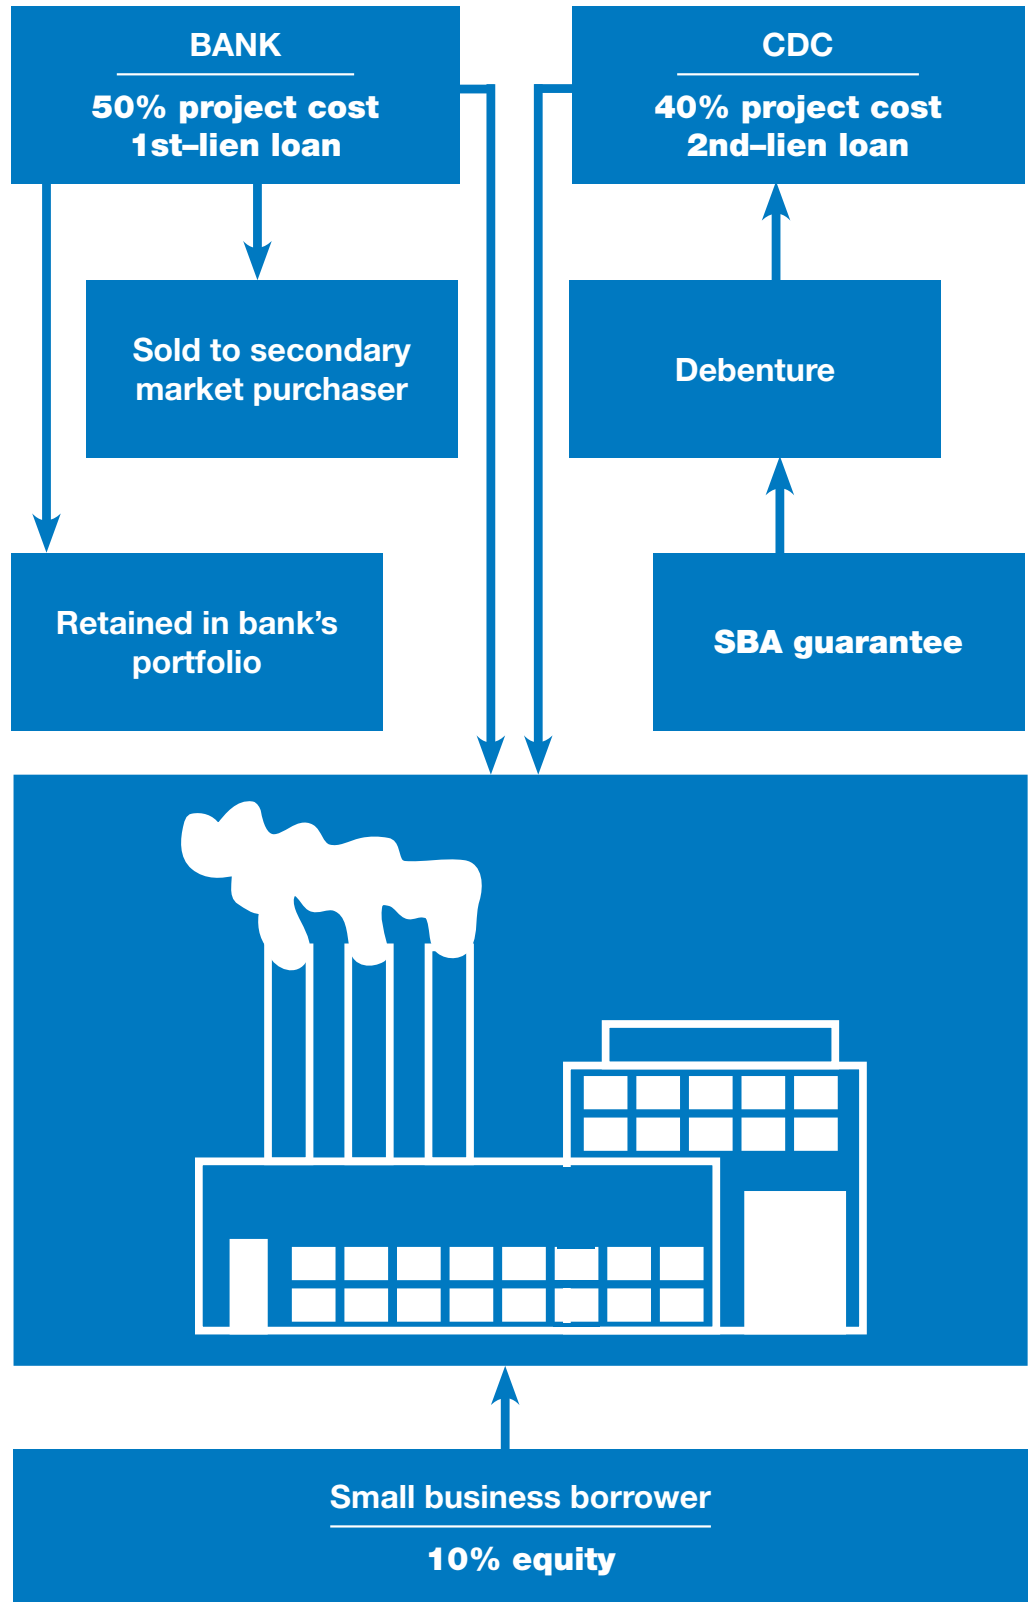 BANK
50% project cost
1st–lien loan
CDC
40% project cost
2nd–lien loan
Sold to secondary
market purchaser
Debenture
Retained in bank’s
portfolio
SBA guarantee
Small business borrower
10% equity